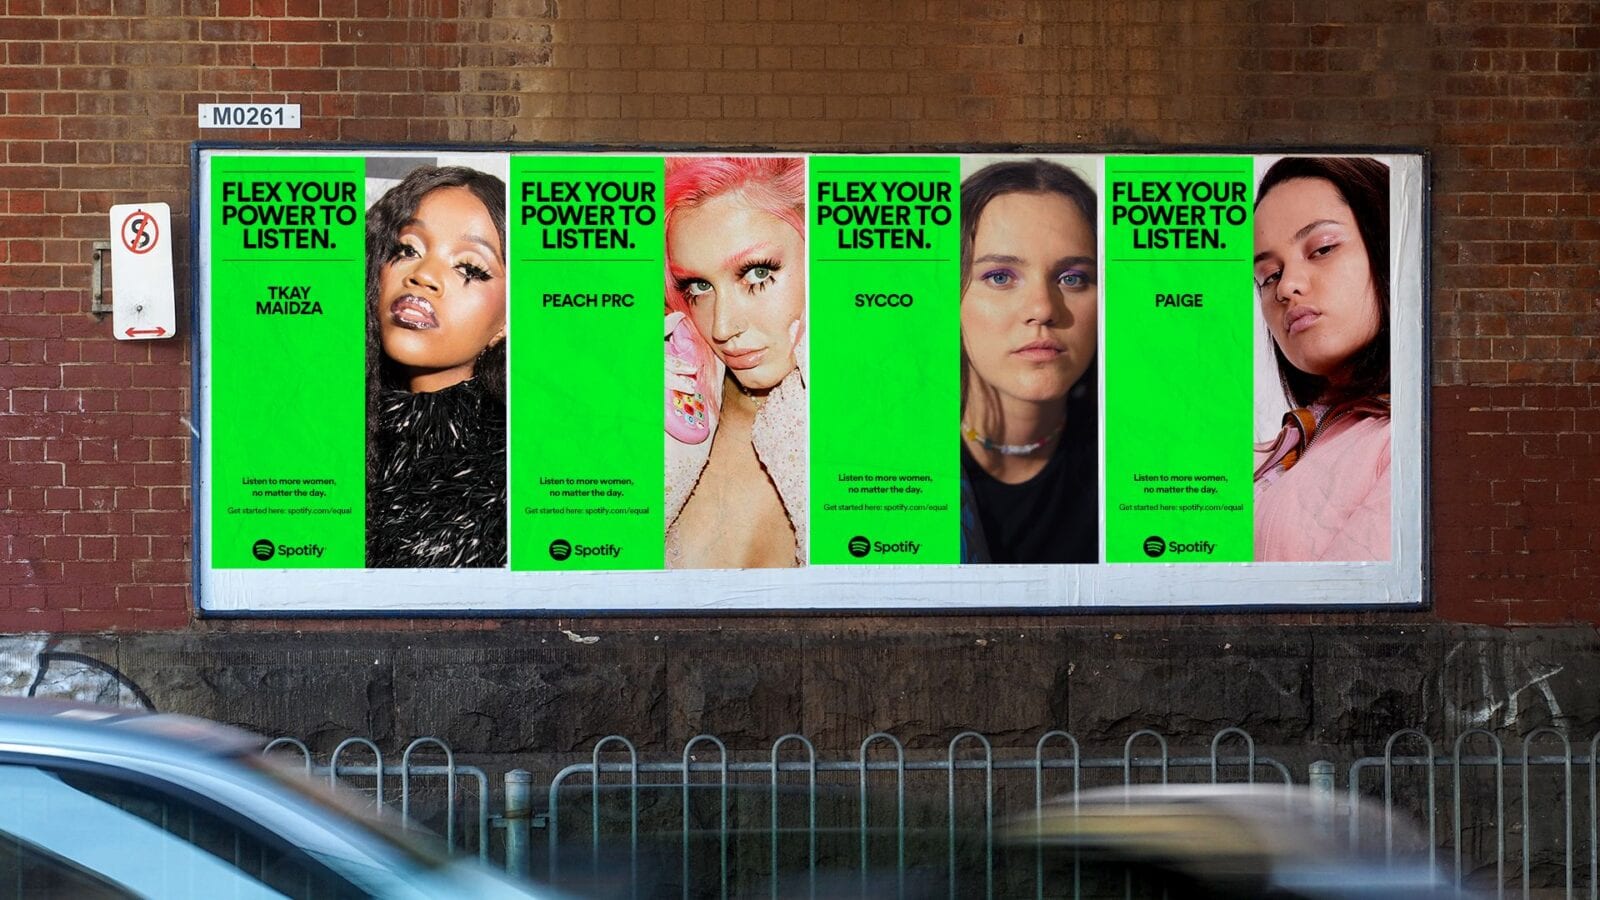 M0261
S
FLEX YOUR
POWER TO
LISTEN.
TKAY
MAIDZA
Listen to more women,
no matter the day.
Get started here: spotify.com/equal
Spotify
FLEX YOUR
POWER TO
LISTEN.
PEACH PRC
Listen to more women,
no matter the day.
Get started here: spotify.com/equal
Spotify
FLEX YOUR
POWER TO
LISTEN.
SYCCO
Listen to more women,
no matter the day.
Get started here: spotify.com/equal
Spotify
FLEX YOUR
POWER TO
LISTEN.
PAIGE
Listen to more women,
no matter the day.
Get started here: spotify.com/equal
Spotify